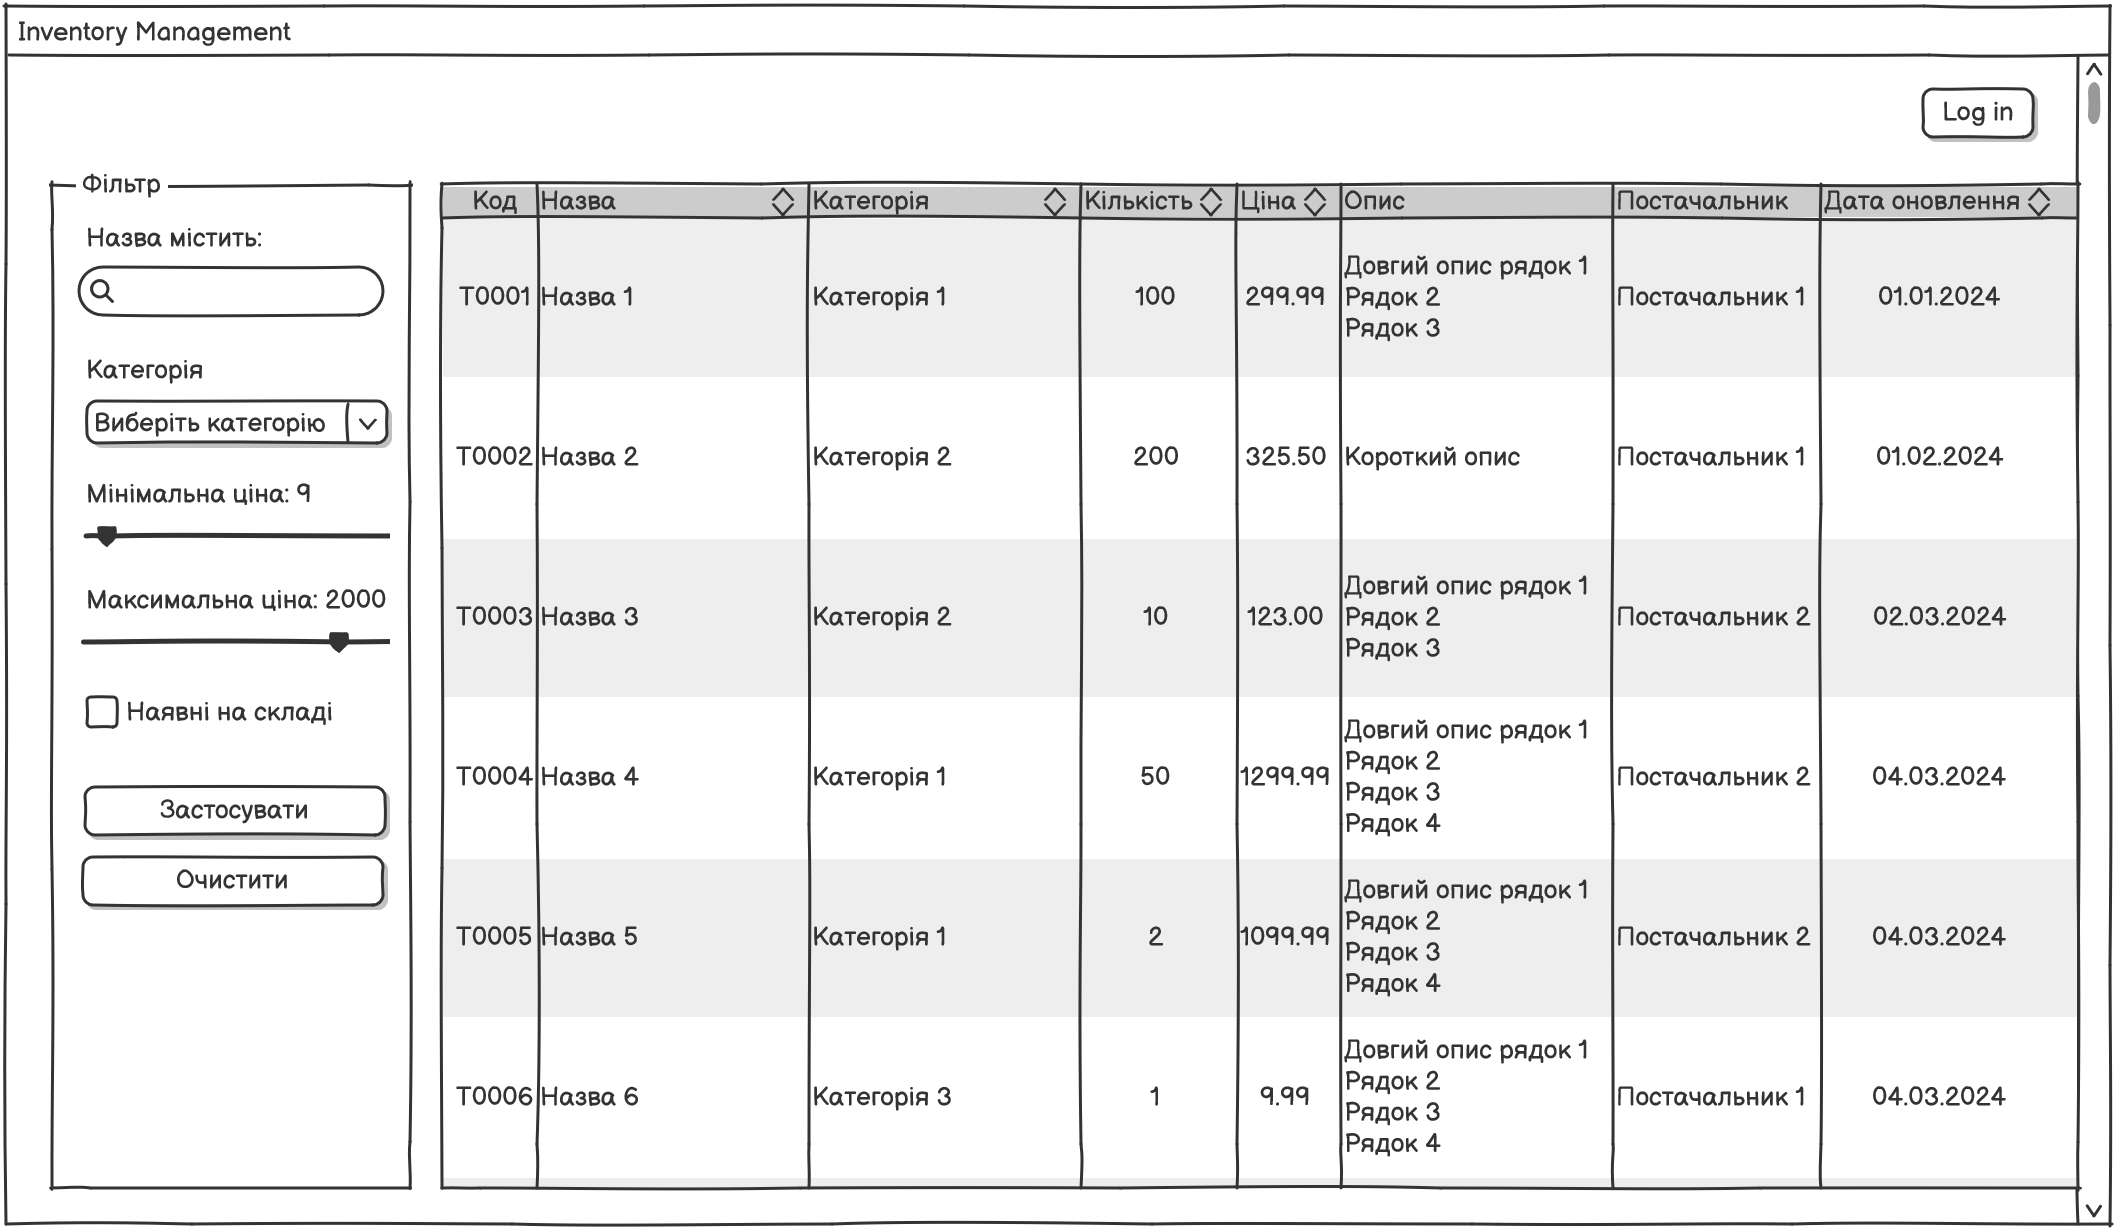 Inventory Management
Log in
Фільтр
Назва містить:
Категорія
Виберіть категорію
Мінімальна ціна: 9
Максимальна ціна: 2000
Наявні на складі
Застосувати
Очистити
Код Назва Категорія Кількість Ціна Опис Постачальник Дата оновлення
Довгий опис рядок 1
T0001 Назва 1 Категорія 1 100 299.99 Рядок 2 Постачальник 1 01.01.2024
Рядок 3
T0002 Назва 2 Категорія 2 200 325.50 Короткий опис Постачальник 1 01.02.2024
Довгий опис рядок 1
T0003 Назва 3 Категорія 2 10 123.00 Рядок 2 Постачальник 2 02.03.2024
Рядок 3
Довгий опис рядок 1
Рядок 2
T0004 Назва 4 Категорія 1 50 1299.99 Постачальник 2 04.03.2024
Рядок 3
Рядок 4
Довгий опис рядок 1
Рядок 2
T0005 Назва 5 Категорія 1 2 1099.99 Постачальник 2 04.03.2024
Рядок 3
Рядок 4
Довгий опис рядок 1
Рядок 2
T0006 Назва 6 Категорія 3 1 9.99 Постачальник 1 04.03.2024
Рядок 3
Рядок 4